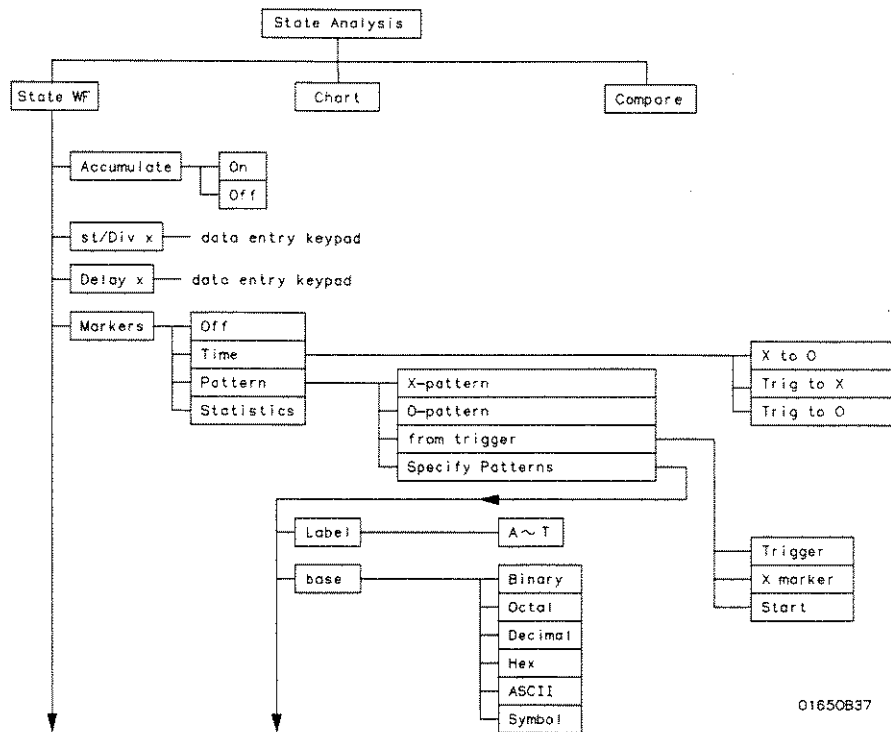 State Analysis
State WF
Chart
Compare
Accumulate
On
Off
st/Div x
data entry keypad
Delay x
data entry keypad
Markers
Off
Time
Pattern
Statistics
X to O
Trig to X
Trig to O
X-pattern
O-pattern
from trigger
Specify Patterns
Label
A~T
Trigger
X marker
Start
base
Binary
Octal
Decimal
Hex
ASCII
Symbol
01650B37